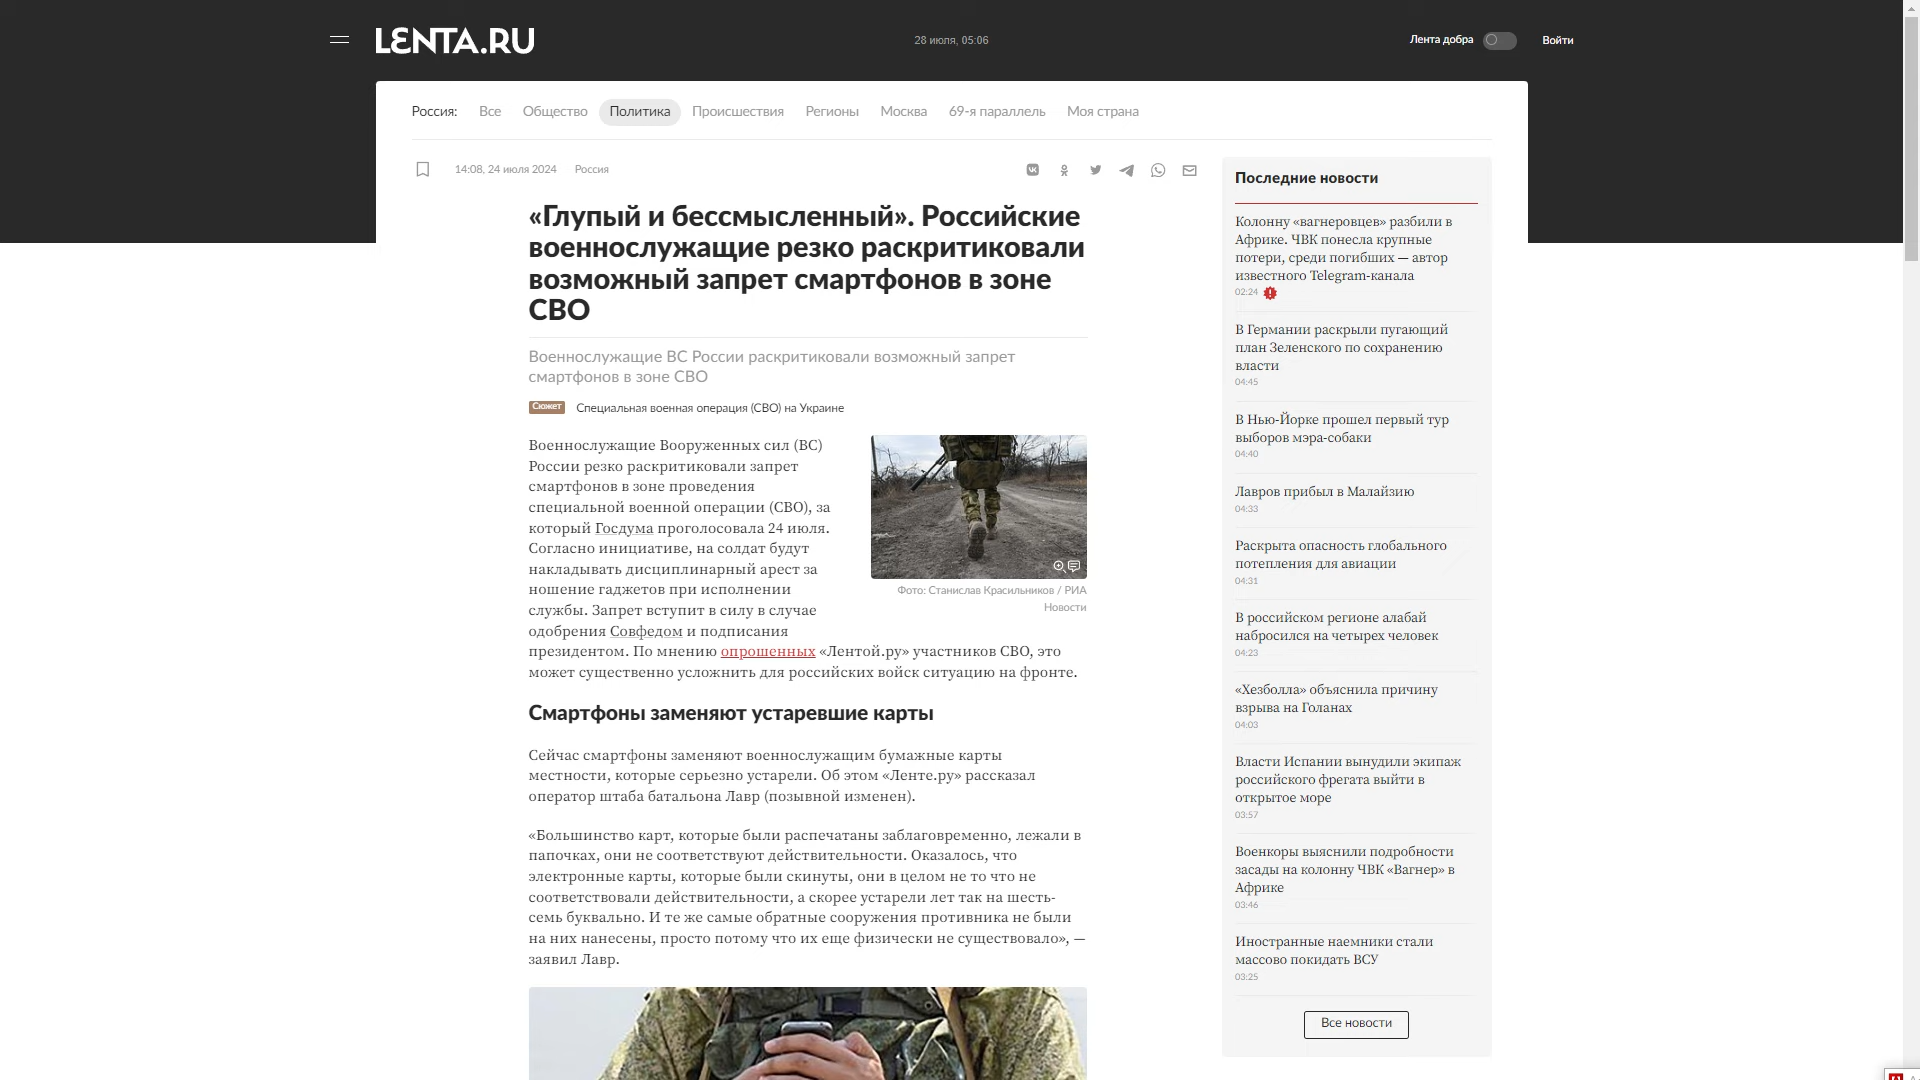 LENTA.RU
28 июля, 05:06
Лента добра
Войти
Россия:
Все
Общество
Политика
Происшествия
Регионы
Москва
69-я параллель
Моя страна
14:08, 24 июля 2024
Россия
«Глупый и бессмысленный». Российские
военнослужащие резко раскритиковали
возможный запрет смартфонов в зоне
СВО
Военнослужащие ВС России раскритиковали возможный запрет
смартфонов в зоне СВО
Сюжет
Специальная военная операция (СВО) на Украине
Военнослужащие Вооруженных сил (ВС)
России резко раскритиковали запрет
смартфонов в зоне проведения
специальной военной операции (СВО), за
который Госдума проголосовала 24 июля.
Согласно инициативе, на солдат будут
накладывать дисциплинарный арест за
ношение гаджетов при исполнении
службы. Запрет вступит в силу в случае
одобрения Совфедом и подписания
президентом. По мнению опрошенных «Лентой.ру» участников СВО, это
может существенно усложнить для российских войск ситуацию на фронте.
Фото: Станислав Красильников / РИА
Новости
Смартфоны заменяют устаревшие карты
Сейчас смартфоны заменяют военнослужащим бумажные карты
местности, которые серьезно устарели. Об этом «Ленте.ру» рассказал
оператор штаба батальона Лавр (позывной изменен).
«Большинство карт, которые были распечатаны заблаговременно, лежали в
папочках, они не соответствуют действительности. Оказалось, что
электронные карты, которые были скинуты, они в целом не то что не
соответствовали действительности, а скорее устарели лет так на шесть-
семь буквально. И те же самые обратные сооружения противника не были
на них нанесены, просто потому что их еще физически не существовало», —
заявил Лавр.
Последние новости
Колонну «вагнеровцев» разбили в
Африке. ЧВК понесла крупные
потери, среди погибших — автор
известного Telegram-канала
02:24
В Германии раскрыли пугающий
план Зеленского по сохранению
власти
04:45
В Нью-Йорке прошел первый тур
выборов мэра-собаки
04:40
Лавров прибыл в Малайзию
04:33
Раскрыта опасность глобального
потепления для авиации
04:31
В российском регионе алабай
набросился на четырех человек
04:23
«Хезболла» объяснила причину
взрыва на Голанах
04:03
Власти Испании вынудили экипаж
российского фрегата выйти в
открытое море
03:57
Военкоры выяснили подробности
засады на колонну ЧВК «Вагнер» в
Африке
03:46
Иностранные наемники стали
массово покидать ВСУ
03:25
Все новости